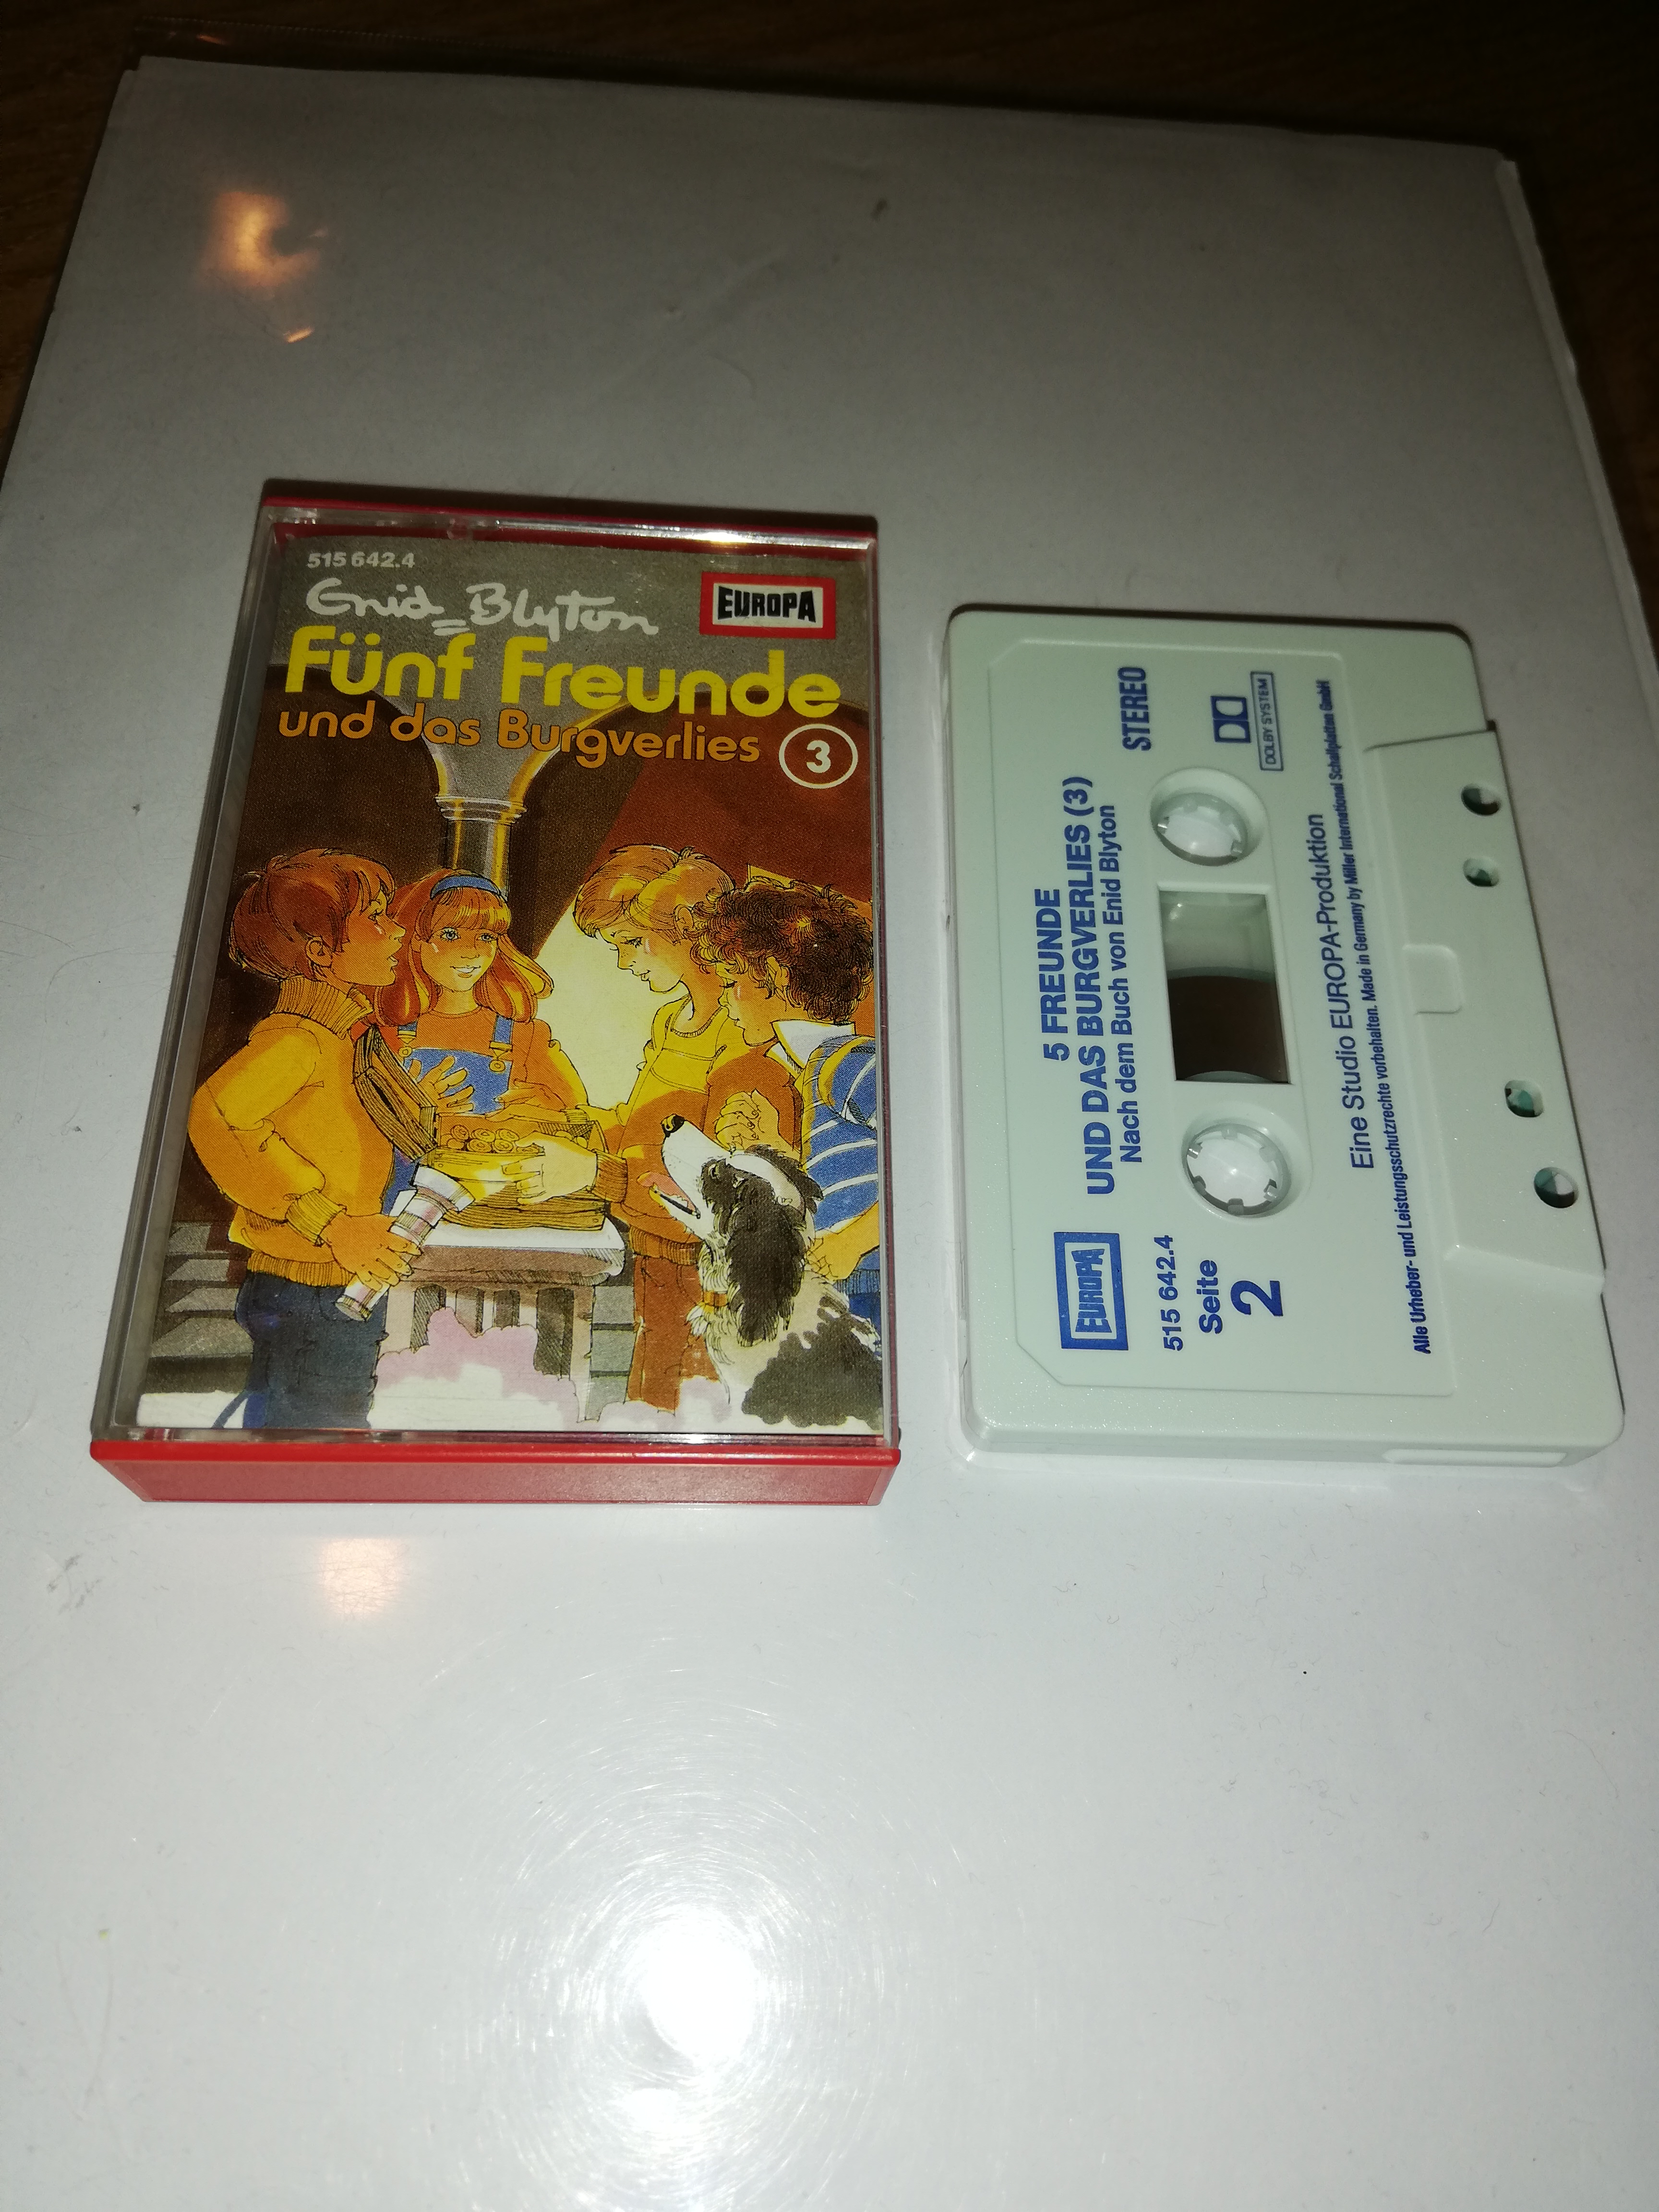 515 642.4
Enid Blyton
EUROPA
Fünf Freunde
und das Burgverlies
3
5 FREUNDE
UND DAS BURGVERLIES (3)
Nach dem Buch von Enid Blyton
STEREO
EUROPA
515 642.4
Seite
2
DOLBY SYSTEM
Eine Studio EUROPA-Produktion
Alle Urheber- und Leistungsschutzrechte vorbehalten. Made in Germany by Miller International Schallplatten GmbH